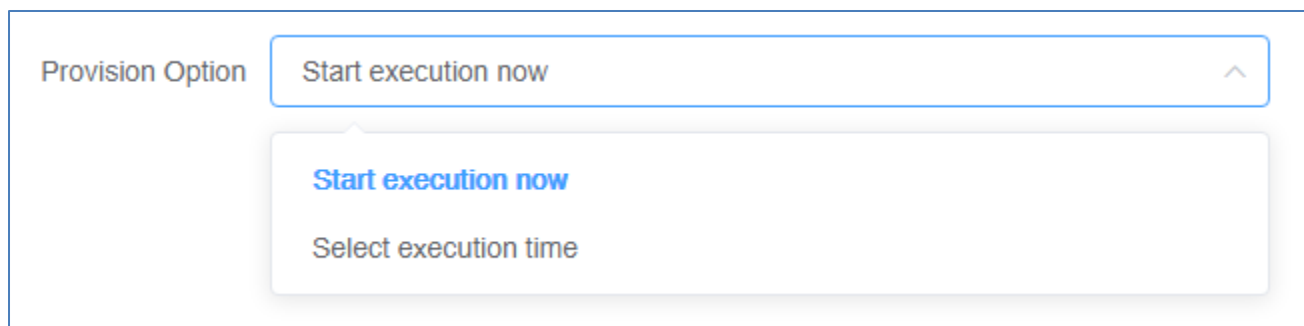 Provision Option Start execution now
Start execution now
Select execution time